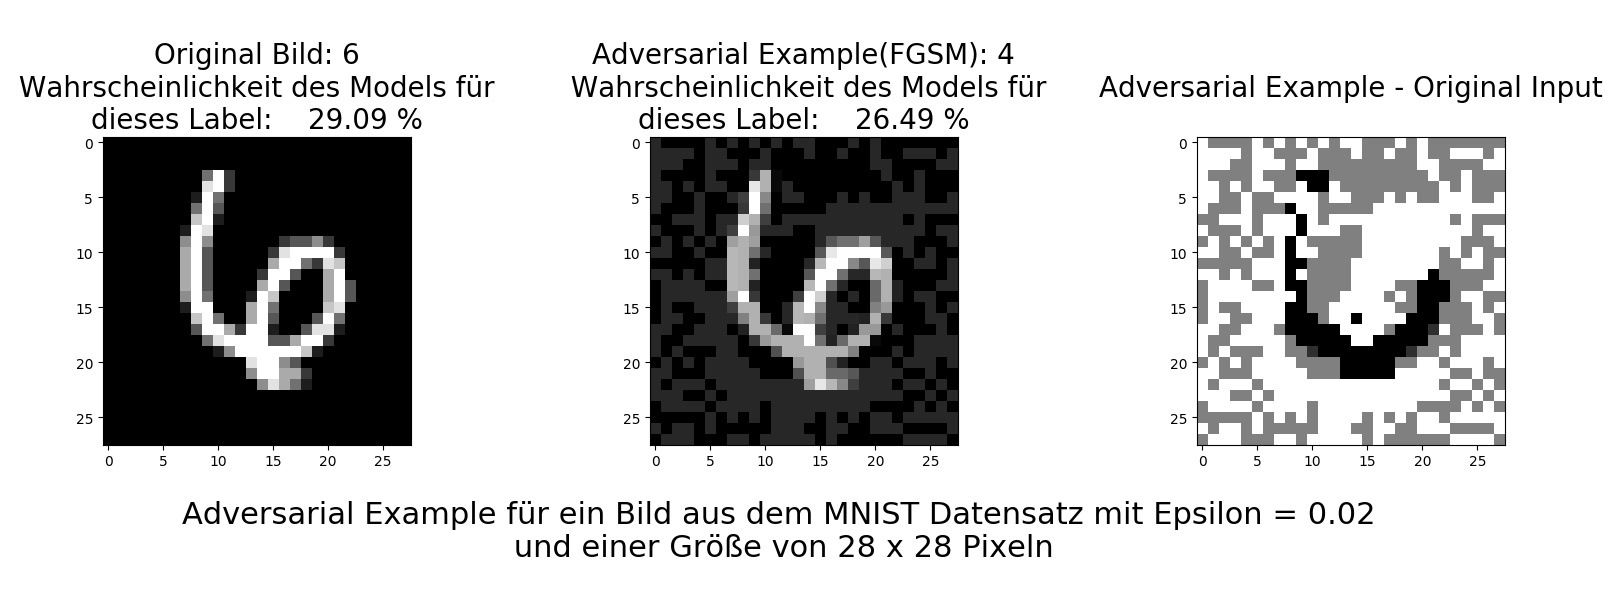 Original Bild: 6
Wahrscheinlichkeit des Models für
dieses Label: 29.09 %
Adversarial Example(FGSM): 4
Wahrscheinlichkeit des Models für
dieses Label: 26.49 %
Adversarial Example - Original Input
0
5
10
15
20
25
0 5 10 15 20 25
0
5
10
15
20
25
0 5 10 15 20 25
0
5
10
15
20
25
0 5 10 15 20 25
Adversarial Example für ein Bild aus dem MNIST Datensatz mit Epsilon = 0.02
und einer Größe von 28 x 28 Pixeln